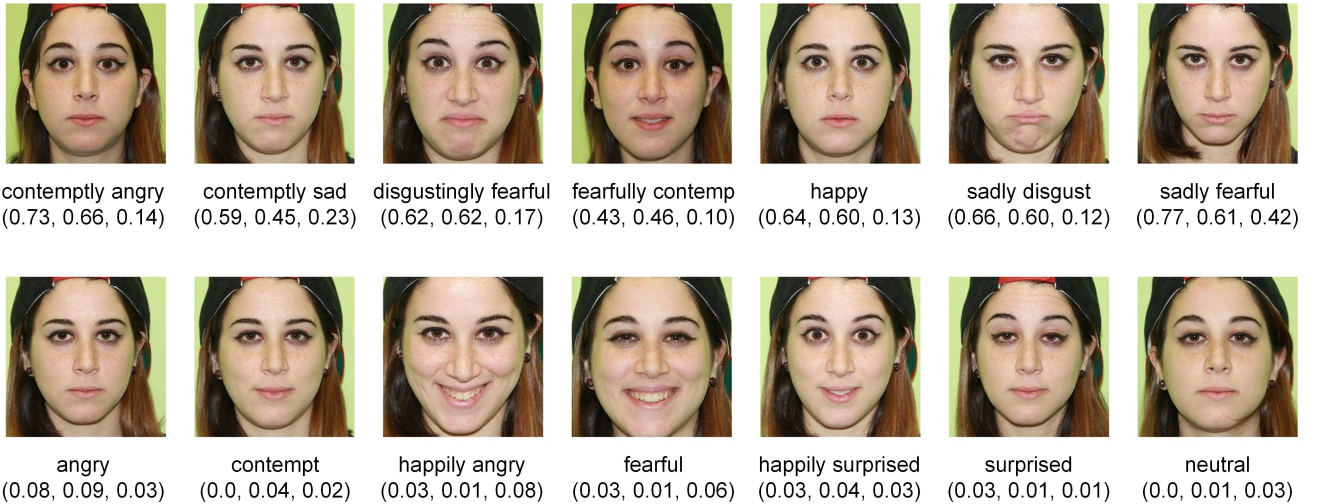 contemptly angry contemptly sad disgustingly fearful fearfully contemp happy sadly disgust sadly fearful
(0.73, 0.66, 0.14) (0.59, 0.45, 0.23) (0.62, 0.62, 0.17) (0.43, 0.46, 0.10) (0.64, 0.60, 0.13) (0.66, 0.60, 0.12) (0.77, 0.61, 0.42)
angry contempt happily angry fearful happily surprised surprised neutral
(0.08, 0.09, 0.03) (0.0, 0.04, 0.02) (0.03, 0.01, 0.08) (0.03, 0.01, 0.06) (0.03, 0.04, 0.03) (0.03, 0.01, 0.01) (0.0, 0.01, 0.03)